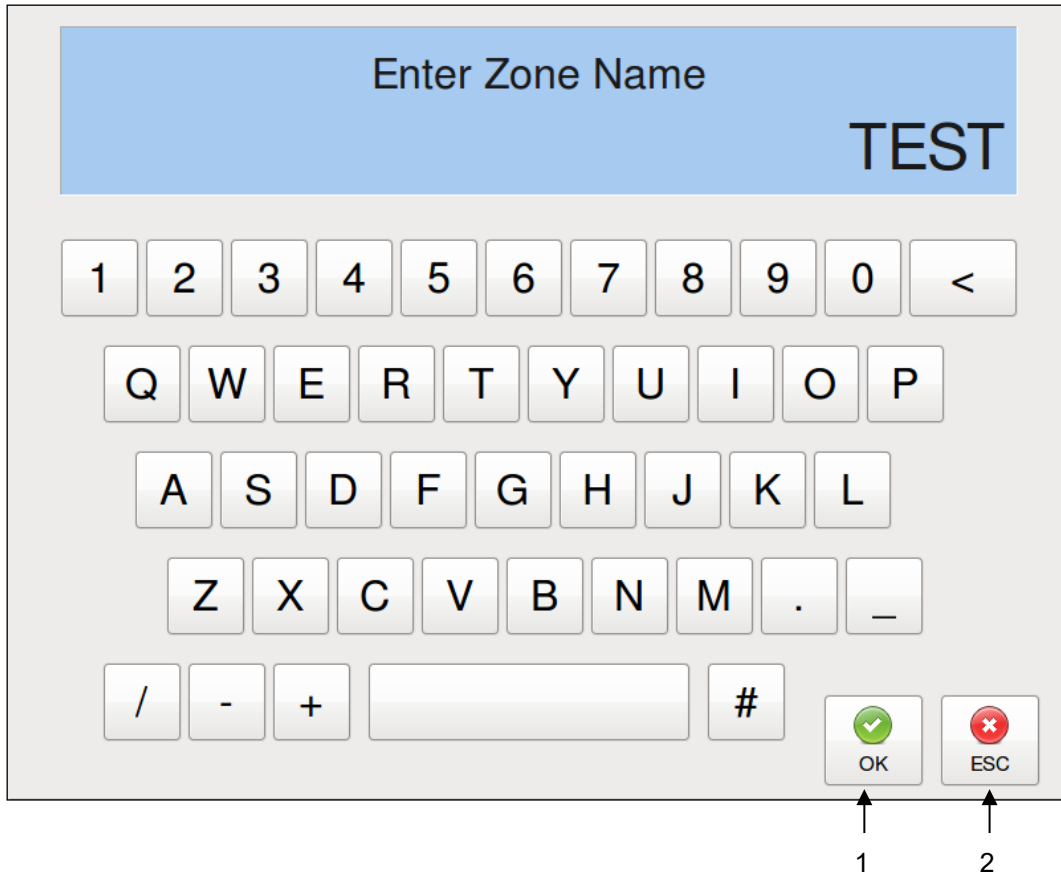 Enter Zone Name
TEST
1 2 3 4 5 6 7 8 9 0 <
Q W E R T Y U I O P
A S D F G H J K L
Z X C V B N M . _
/ - + #
OK ESC
1 2